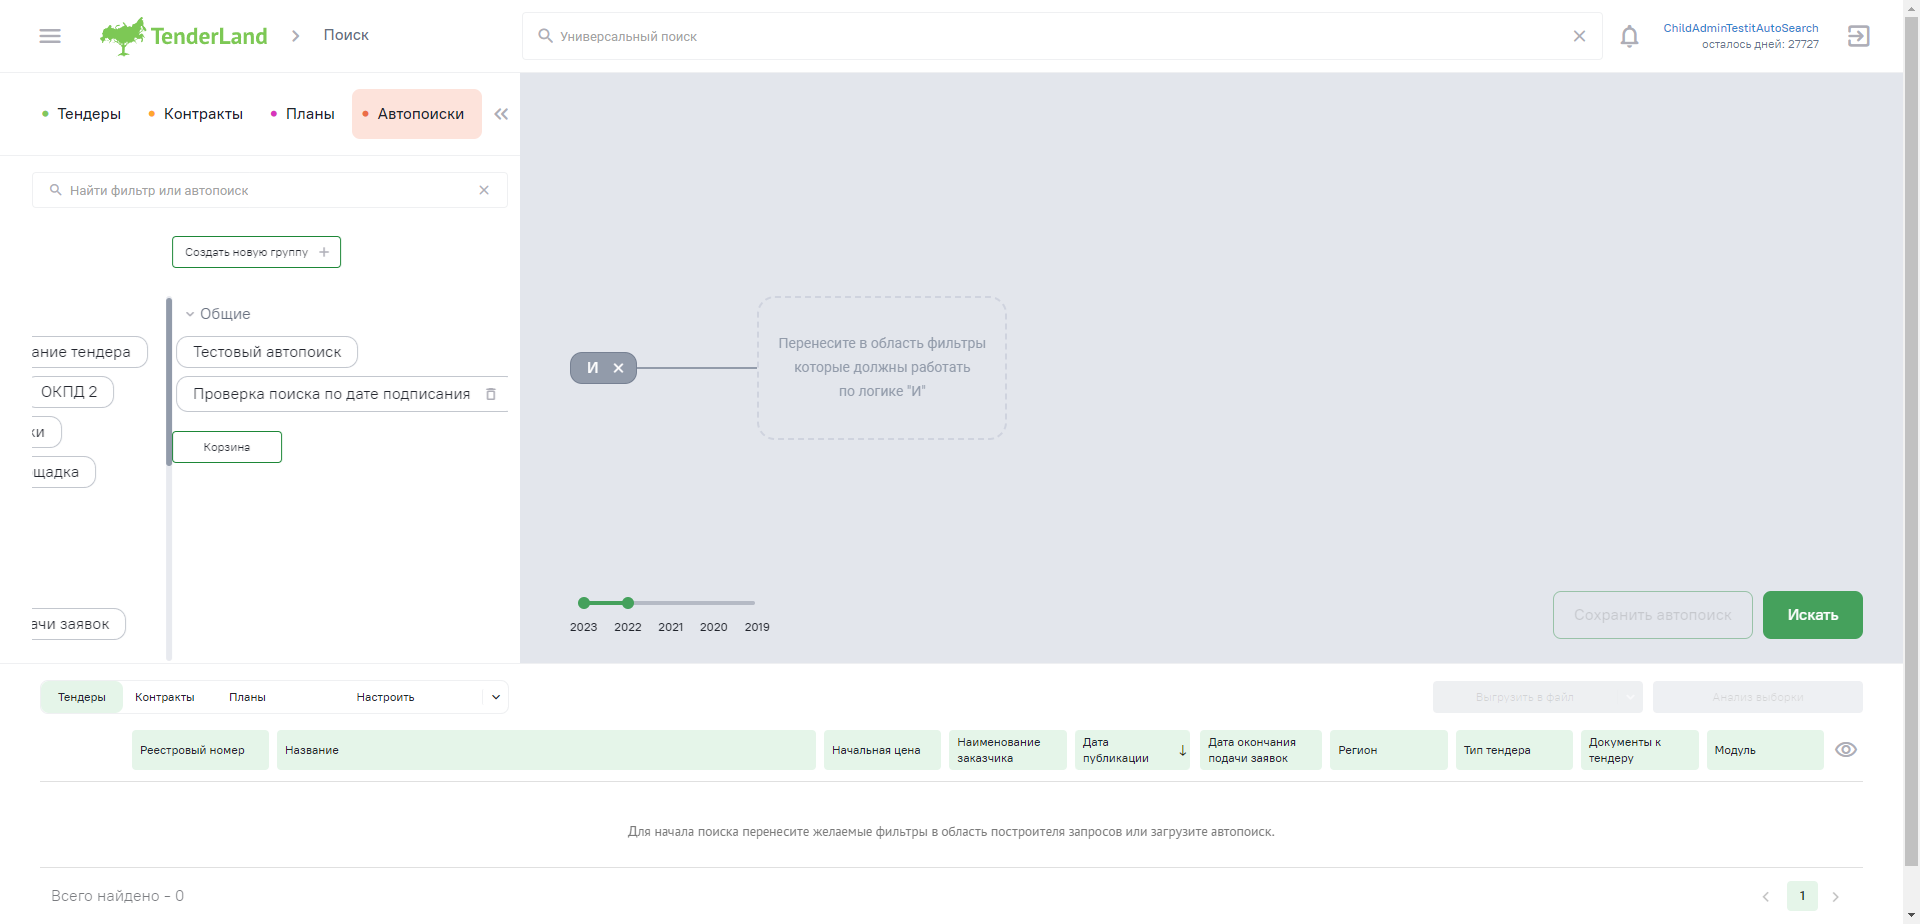 TenderLand
Поиск
Универсальный поиск
ChildAdminTestitAutoSearch
осталось дней: 27727
Тендеры
Контракты
Планы
Автопоиски
Найти фильтр или автопоиск
Создать новую группу
Общие
ание тендера
Тестовый автопоиск
ОКПД 2
Проверка поиска по дате подписания
ки
Корзина
щадка
ачи заявок
И
Перенесите в область фильтры
которые должны работать
по логике "И"
2023
2022
2021
2020
2019
Сохранить автопоиск
Искать
Тендеры
Контракты
Планы
Настроить
Выгрузить в файл
Анализ выборки
Реестровый номер
Название
Начальная цена
Наименование
заказчика
Дата
публикации
Дата окончания
подачи заявок
Регион
Тип тендера
Документы к
тендеру
Модуль
Для начала поиска перенесите желаемые фильтры в область построителя запросов или загрузите автопоиск.
Всего найдено - 0
1